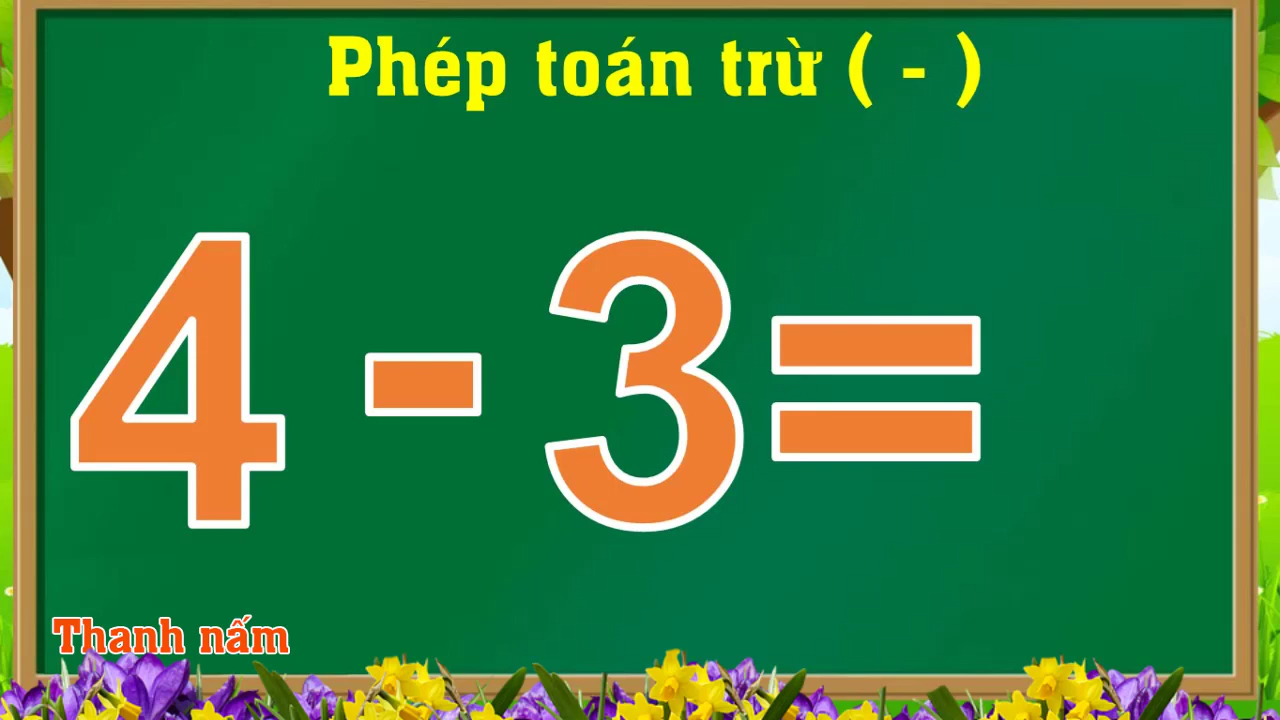 Phép toán trừ ( - )
4 - 3=
Thanh nấm